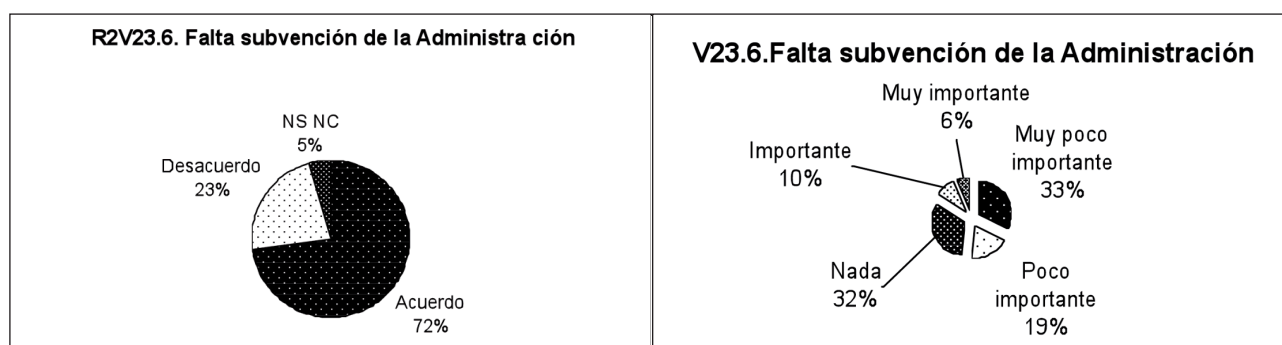 R2V23.6. Falta subvención de la Administra ción
NS NC
5%
Desacuerdo
23%
Acuerdo
72%
V23.6.Falta subvención de la Administración
Muy importante
6%
Muy poco
importante
33%
Importante
10%
Nada
32%
Poco
importante
19%